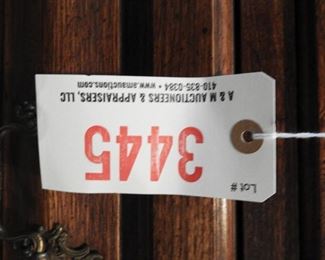 Lot #
3445
A & M AUCTIONEERS & APPRAISERS, LLC
410-835-0384 • www.amauctions.com